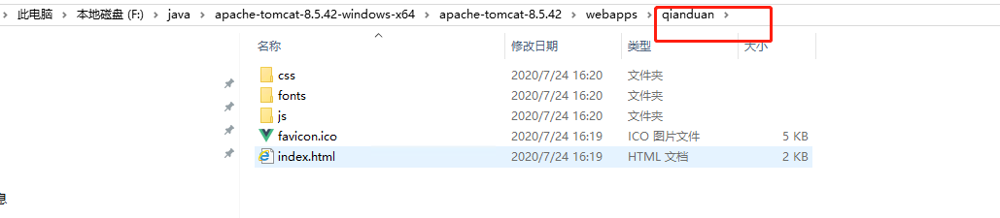 此电脑 > 本地磁盘 (F:) > java > apache-tomcat-8.5.42-windows-x64 > apache-tomcat-8.5.42 > webapps > qianduan >
名称 修改日期 类型 大小
css 2020/7/24 16:20 文件夹
fonts 2020/7/24 16:20 文件夹
js 2020/7/24 16:20 文件夹
favicon.ico 2020/7/24 16:19 ICO 图片文件 5 KB
index.html 2020/7/24 16:19 HTML 文档 2 KB
息